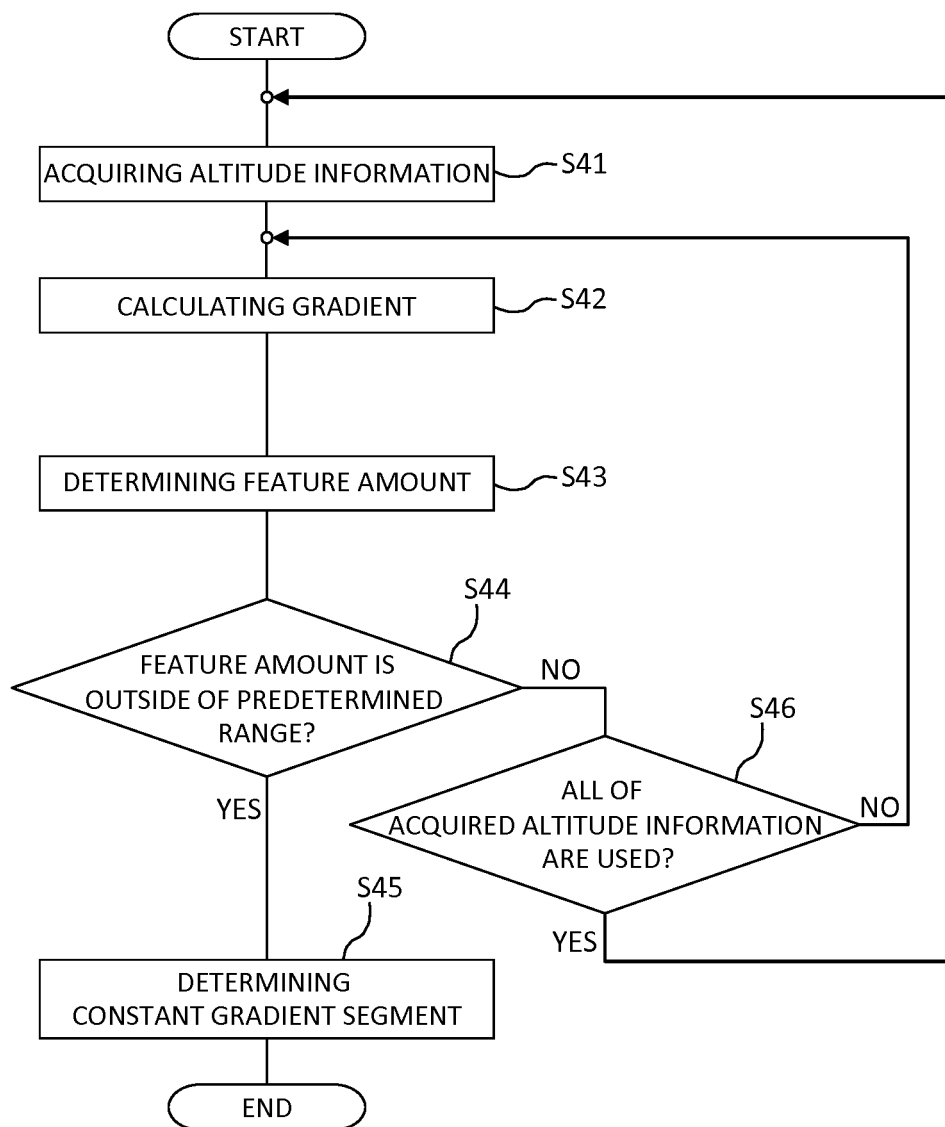 START
ACQUIRING ALTITUDE INFORMATION
S41
CALCULATING GRADIENT
S42
DETERMINING FEATURE AMOUNT
S43
S44
FEATURE AMOUNT IS
OUTSIDE OF PREDETERMINED
RANGE?
NO
YES
S46
ALL OF
ACQUIRED ALTITUDE INFORMATION
ARE USED?
NO
YES
S45
DETERMINING
CONSTANT GRADIENT SEGMENT
END